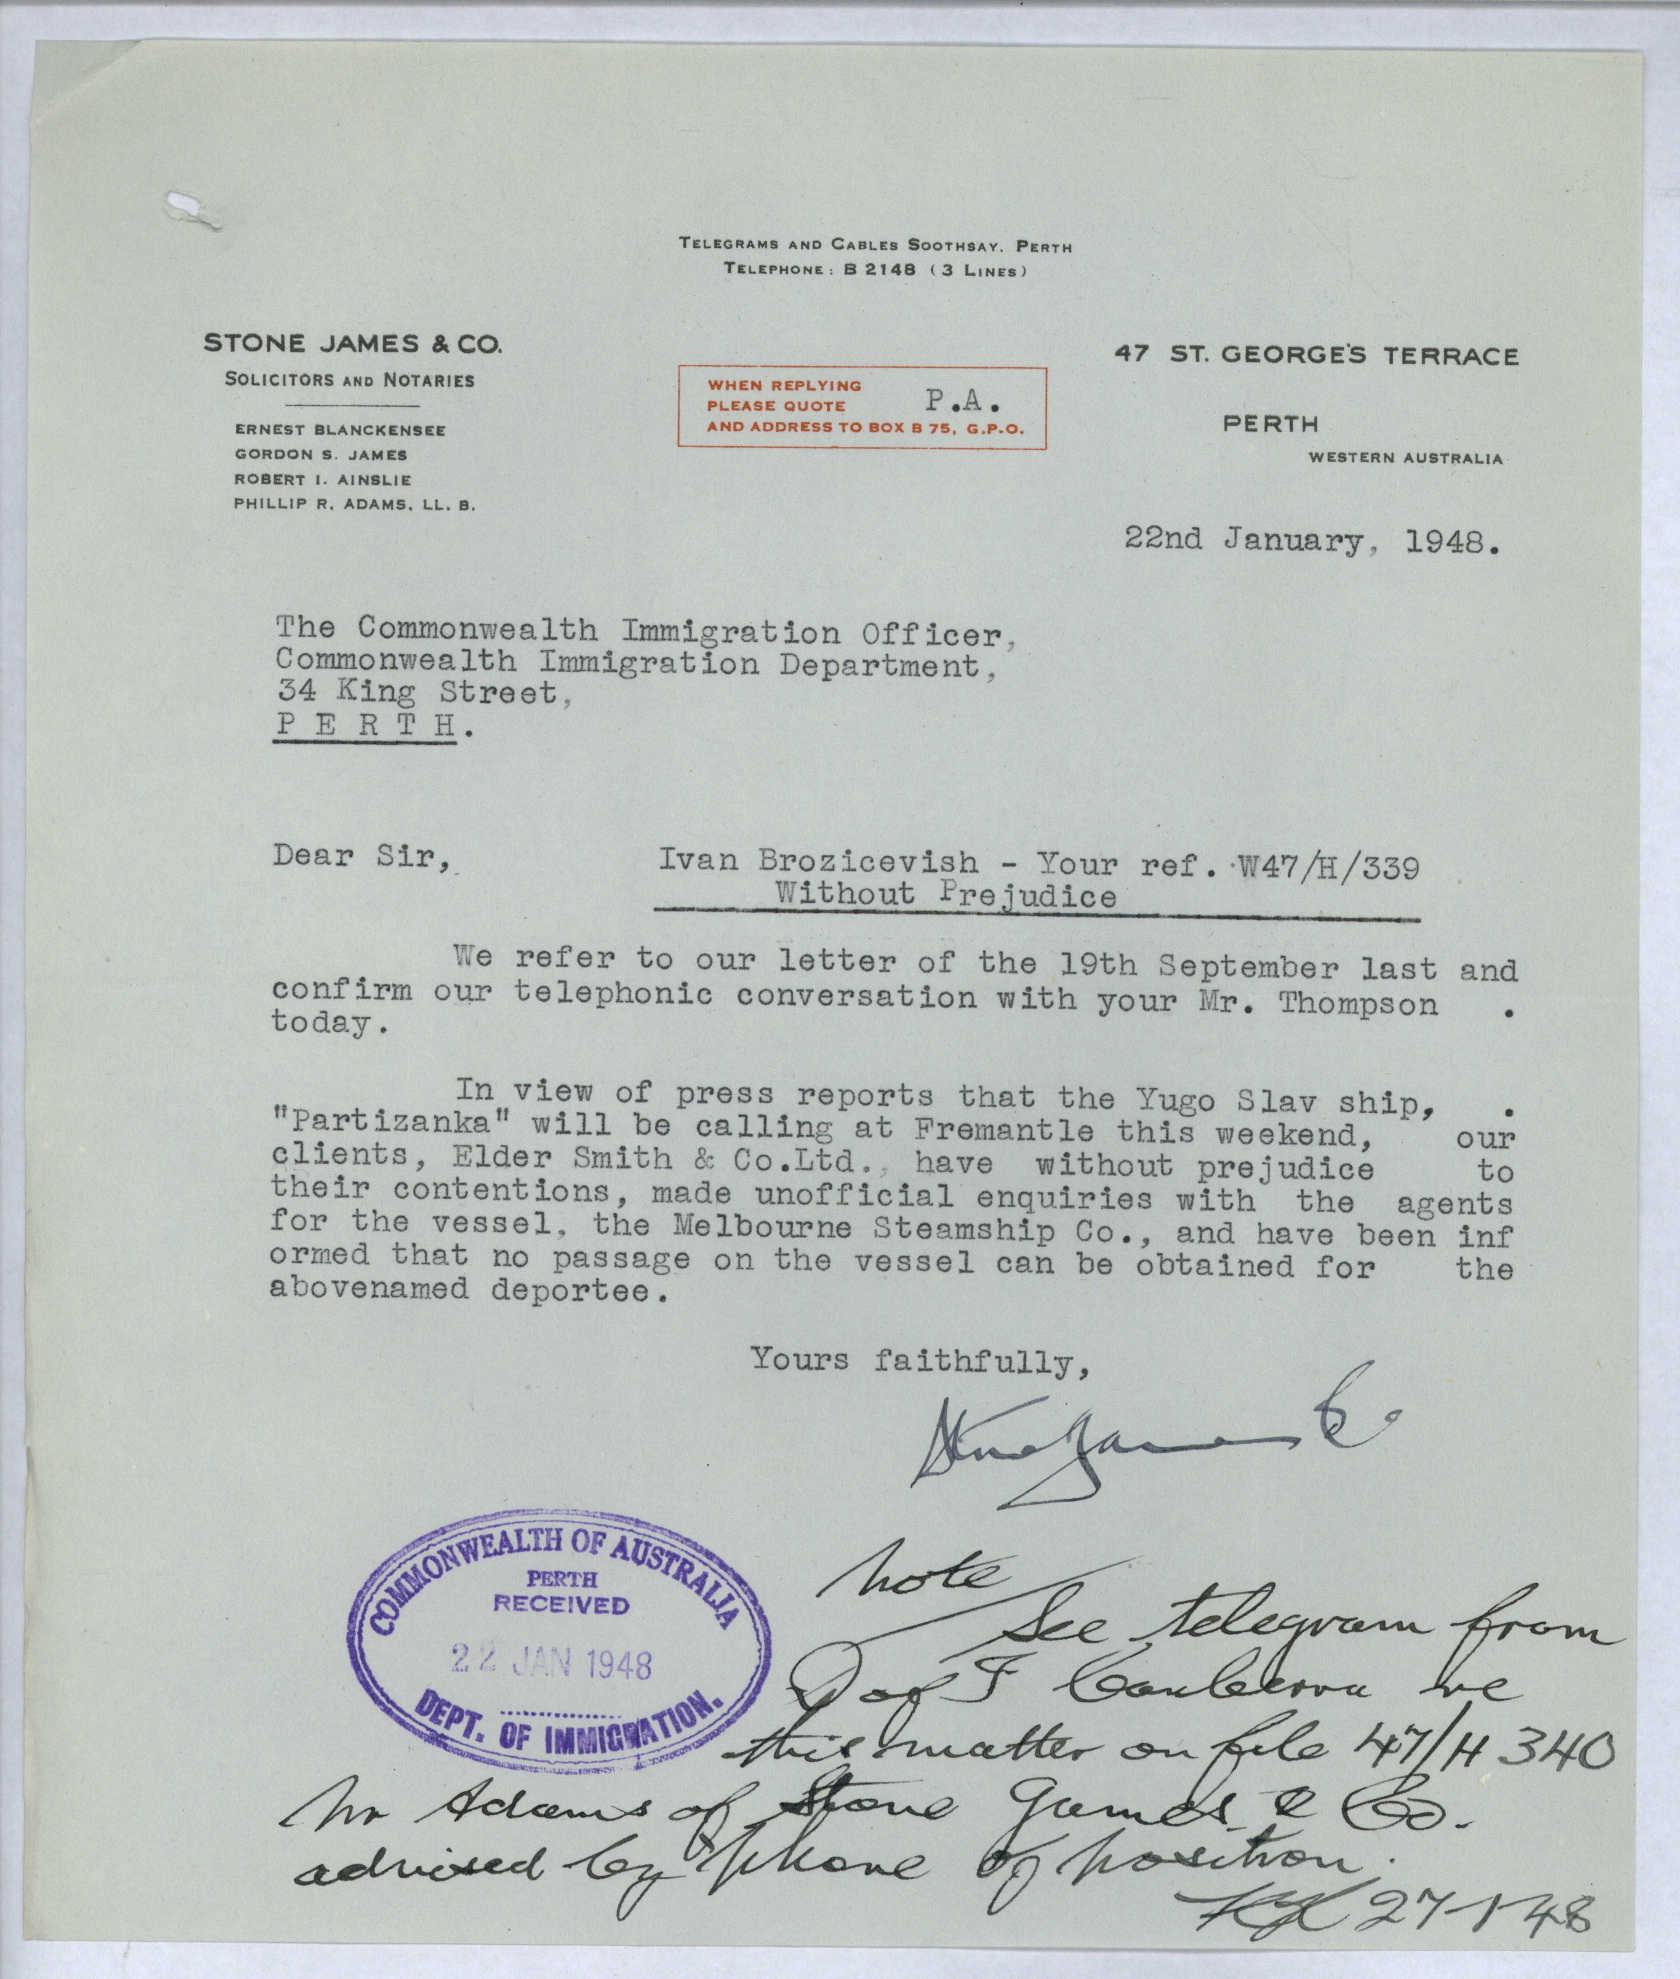 TELEGRAMS AND CABLES SOOTHSAY. PERTH
TELEPHONE: B 2148 (3 LINES)
STONE JAMES & CO.
SOLICITORS AND NOTARIES
ERNEST BLANCKENSEE
GORDON S. JAMES
ROBERT I. AINSLIE
PHILLIP R. ADAMS, LL. B.
WHEN REPLYING
PLEASE QUOTE P.A.
AND ADDRESS TO BOX B 75, G.P.O.
47 ST. GEORGE'S TERRACE
PERTH
WESTERN AUSTRALIA
22nd January, 1948.
The Commonwealth Immigration Officer,
Commonwealth Immigration Department,
34 King Street,
P E R T H.
Dear Sir,
Ivan Brozicevish - Your ref. W47/H/339
Without Prejudice
We refer to our letter of the 19th September last and
confirm our telephonic conversation with your Mr. Thompson .
today.
In view of press reports that the Yugo Slav ship, .
"Partizanka" will be calling at Fremantle this weekend, our
clients, Elder Smith & Co.Ltd., have without prejudice to
their contentions, made unofficial enquiries with the agents
for the vessel, the Melbourne Steamship Co., and have been inf
ormed that no passage on the vessel can be obtained for the
abovenamed deportee.
Yours faithfully,
Stone James & Co
COMMONWEALTH OF AUSTRALIA
PERTH
RECEIVED
22 JAN 1948
DEPT. OF IMMIGRATION.
Note
See telegram from
D of I Canberra re
this matter on file 47/H 340
Mr Adams of Stone James & Co.
advised by phone of position.
27-1-48